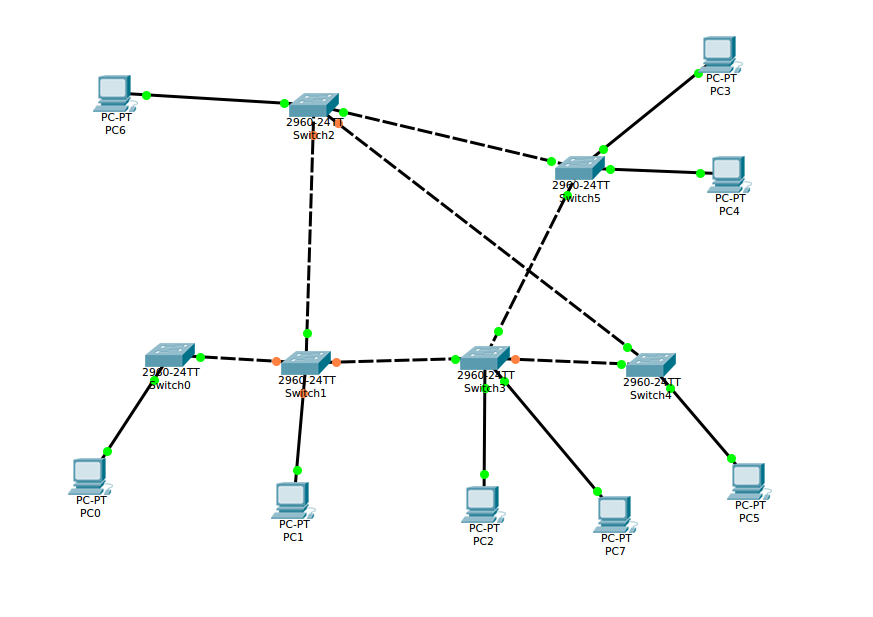 PC-PT
PC3
PC-PT
PC6
2960-24TT
Switch2
2960-24TT
Switch5
PC-PT
PC4
2960-24TT
Switch0
2960-24TT
Switch1
2960-24TT
Switch3
2960-24TT
Switch4
PC-PT
PC0
PC-PT
PC1
PC-PT
PC2
PC-PT
PC7
PC-PT
PC5